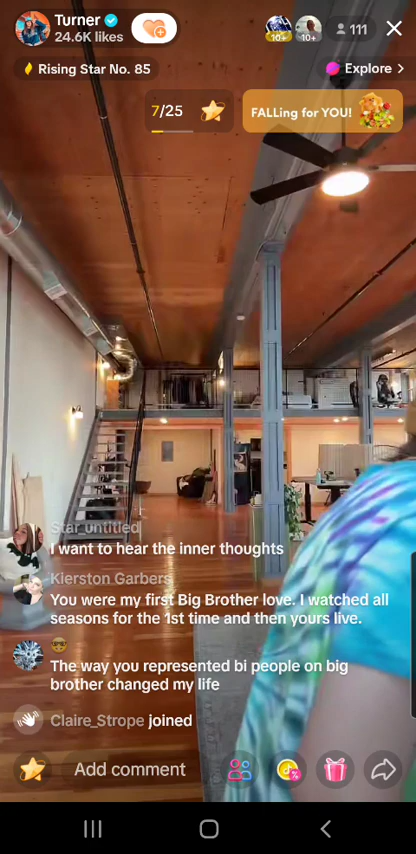 Turner
24.6K likes
10+
10+
111
Rising Star No. 85
Explore >
7/25
FALLing for YOU!
Star_untitled
I want to hear the inner thoughts
Kierston Garbers
You were my first Big Brother love. I watched all
seasons for the 1st time and then yours live.
😎
The way you represented bi people on big
brother changed my life
Claire_Strope joined
Add comment